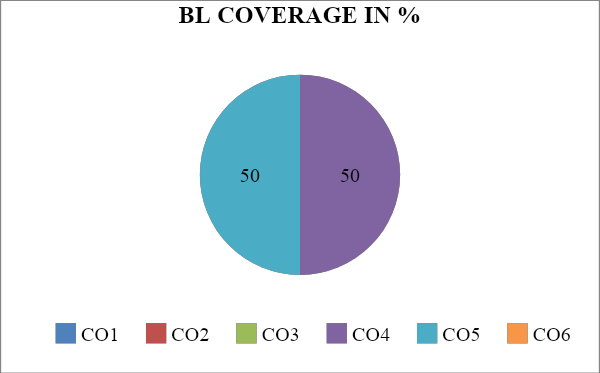 BL COVERAGE IN %
50 50
CO1 CO2 CO3 CO4 CO5 CO6